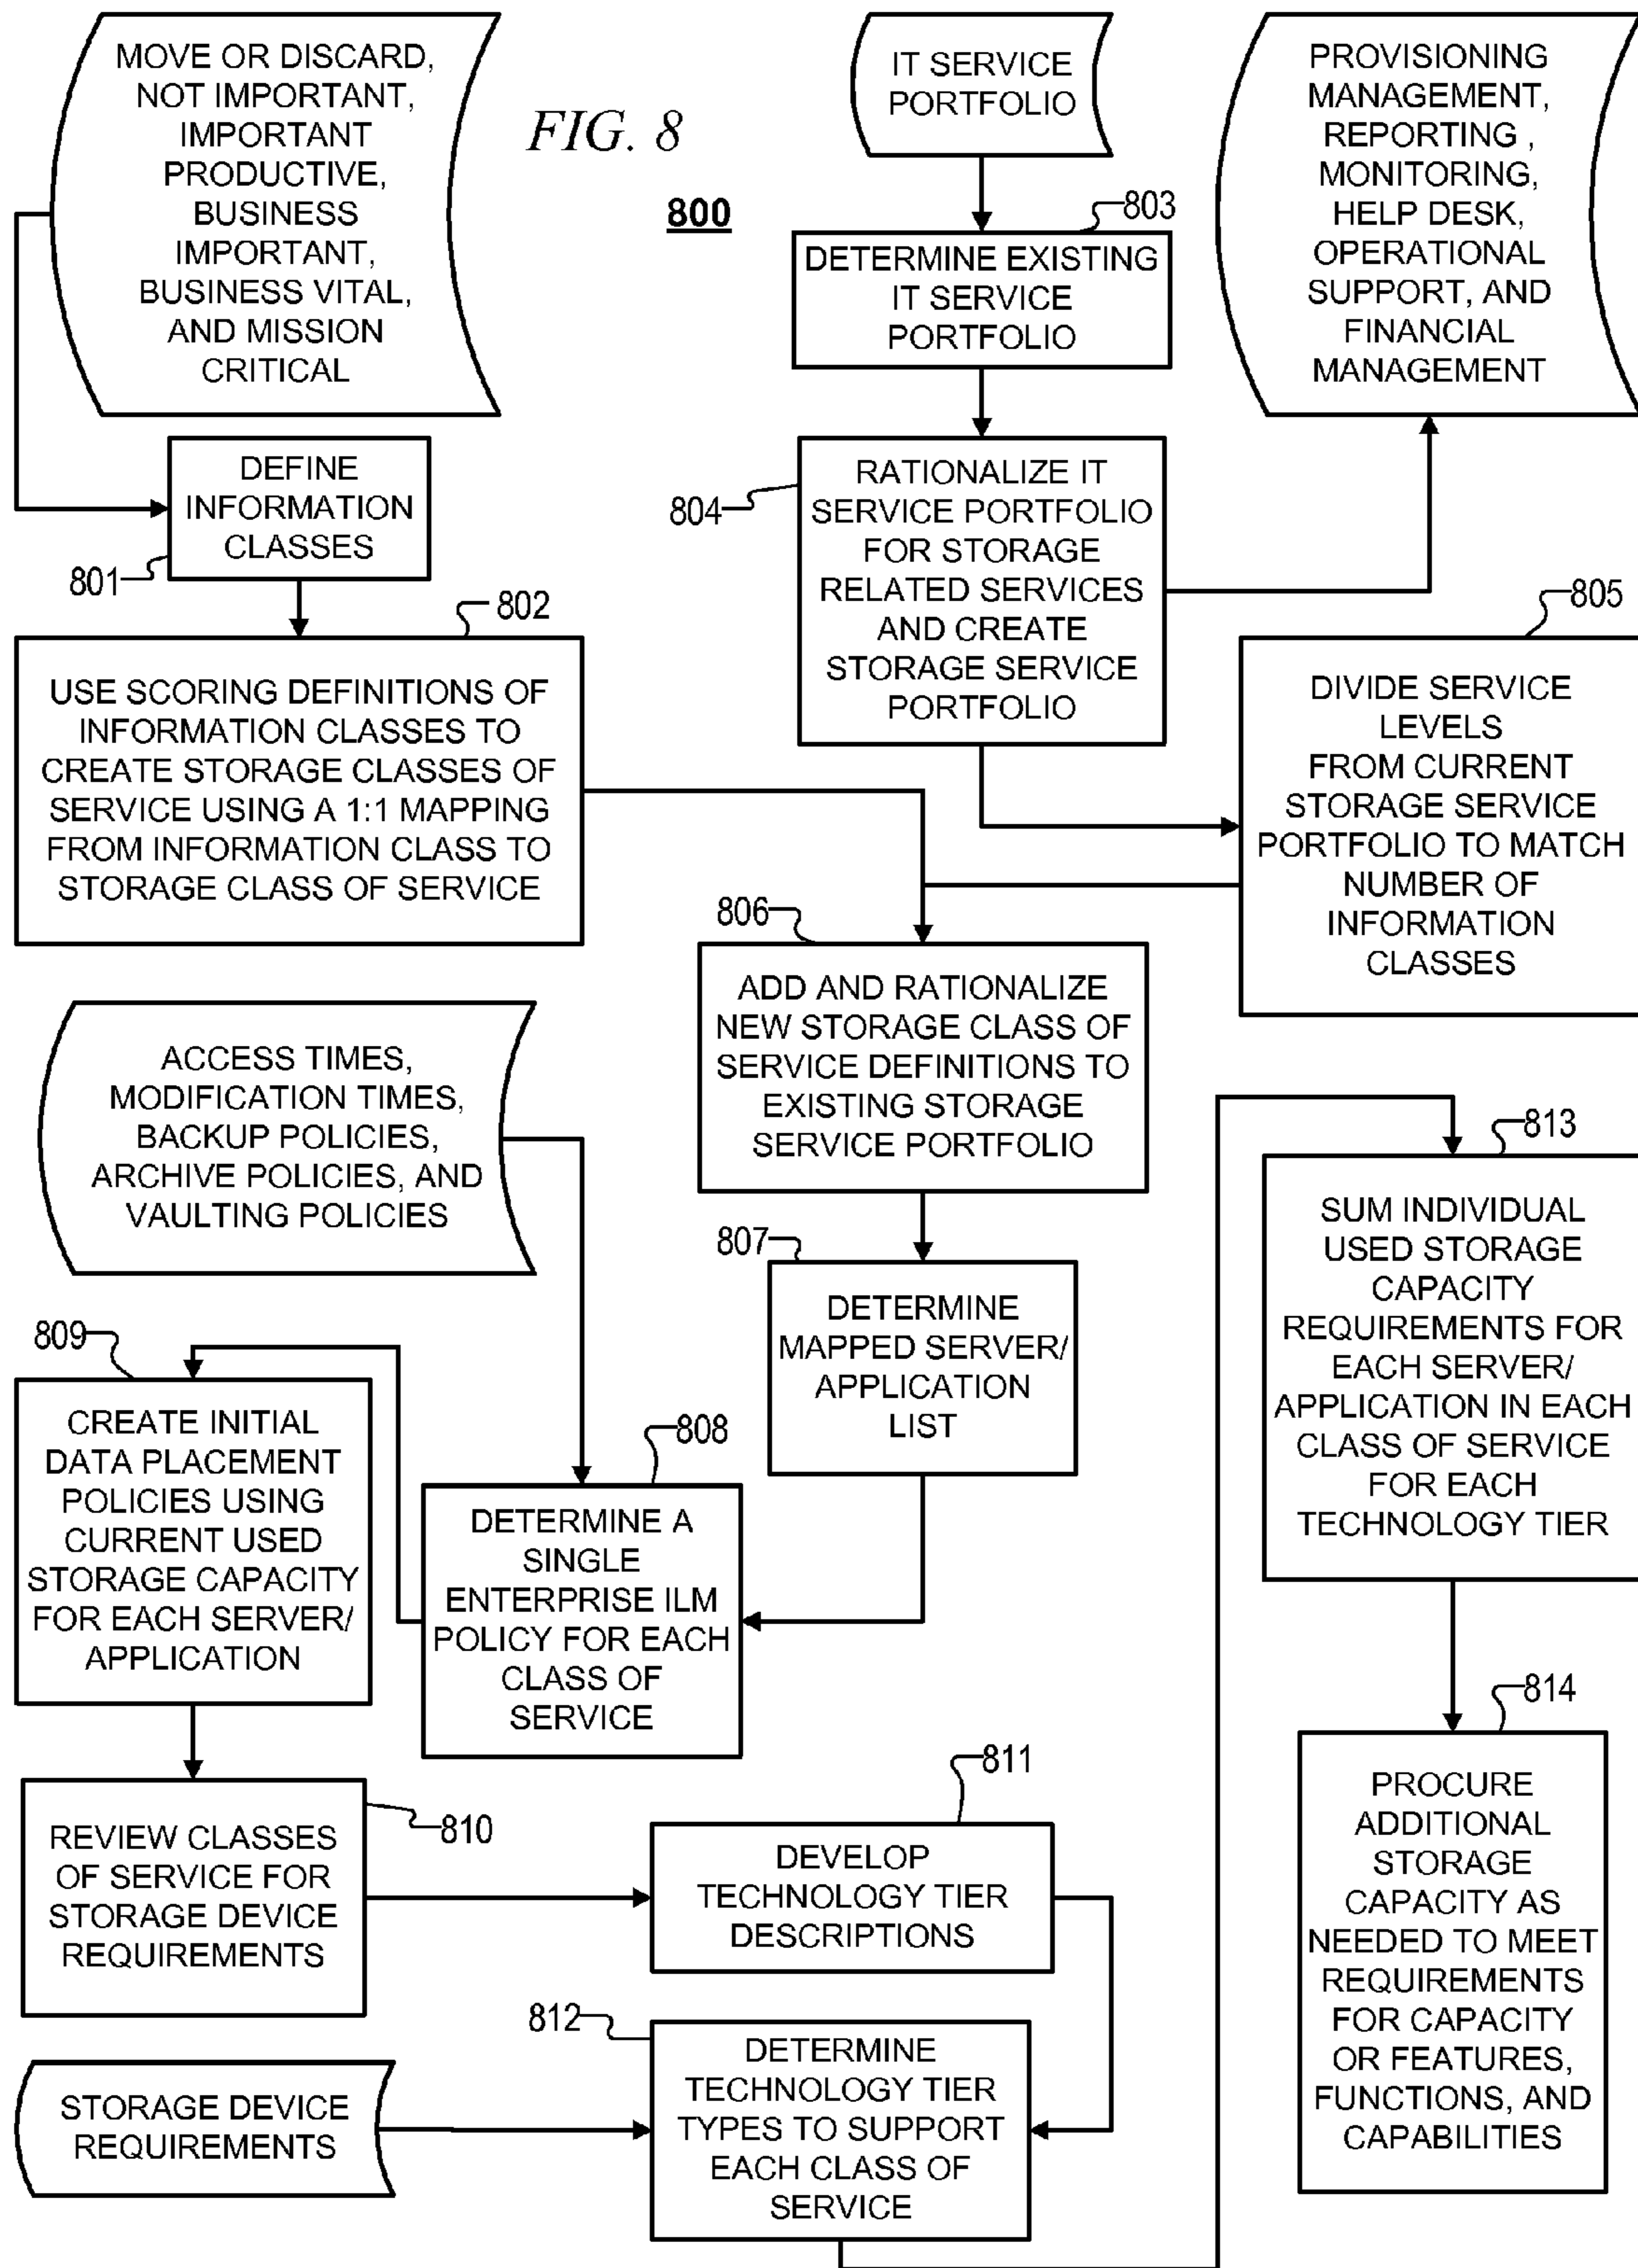 MOVE OR DISCARD,
NOT IMPORTANT,
IMPORTANT
PRODUCTIVE,
BUSINESS
IMPORTANT,
BUSINESS VITAL,
AND MISSION
CRITICAL
FIG. 8
800
IT SERVICE
PORTFOLIO
PROVISIONING
MANAGEMENT,
REPORTING ,
MONITORING,
HELP DESK,
OPERATIONAL
SUPPORT, AND
FINANCIAL
MANAGEMENT
803
DETERMINE EXISTING
IT SERVICE
PORTFOLIO
DEFINE
INFORMATION
CLASSES
801
804
RATIONALIZE IT
SERVICE PORTFOLIO
FOR STORAGE
RELATED SERVICES
AND CREATE
STORAGE SERVICE
PORTFOLIO
802
USE SCORING DEFINITIONS OF
INFORMATION CLASSES TO
CREATE STORAGE CLASSES OF
SERVICE USING A 1:1 MAPPING
FROM INFORMATION CLASS TO
STORAGE CLASS OF SERVICE
805
DIVIDE SERVICE
LEVELS
FROM CURRENT
STORAGE SERVICE
PORTFOLIO TO MATCH
NUMBER OF
INFORMATION
CLASSES
806
ADD AND RATIONALIZE
NEW STORAGE CLASS OF
SERVICE DEFINITIONS TO
EXISTING STORAGE
SERVICE PORTFOLIO
ACCESS TIMES,
MODIFICATION TIMES,
BACKUP POLICIES,
ARCHIVE POLICIES, AND
VAULTING POLICIES
807
DETERMINE
MAPPED SERVER/
APPLICATION
LIST
808
DETERMINE A
SINGLE
ENTERPRISE ILM
POLICY FOR EACH
CLASS OF
SERVICE
809
CREATE INITIAL
DATA PLACEMENT
POLICIES USING
CURRENT USED
STORAGE CAPACITY
FOR EACH SERVER/
APPLICATION
810
REVIEW CLASSES
OF SERVICE FOR
STORAGE DEVICE
REQUIREMENTS
811
DEVELOP
TECHNOLOGY TIER
DESCRIPTIONS
STORAGE DEVICE
REQUIREMENTS
812
DETERMINE
TECHNOLOGY TIER
TYPES TO SUPPORT
EACH CLASS OF
SERVICE
813
SUM INDIVIDUAL
USED STORAGE
CAPACITY
REQUIREMENTS FOR
EACH SERVER/
APPLICATION IN EACH
CLASS OF SERVICE
FOR EACH
TECHNOLOGY TIER
814
PROCURE
ADDITIONAL
STORAGE
CAPACITY AS
NEEDED TO MEET
REQUIREMENTS
FOR CAPACITY
OR FEATURES,
FUNCTIONS, AND
CAPABILITIES